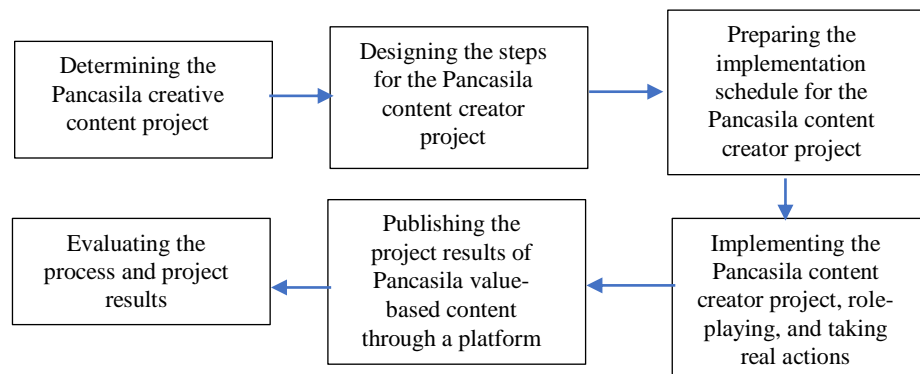 Determining the
Pancasila creative
content project
Designing the steps
for the Pancasila
content creator
project
Preparing the
implementation
schedule for the
Pancasila content
creator project
Implementing the
Pancasila content
creator project, role-
playing, and taking
real actions
Publishing the
project results of
Pancasila value-
based content
through a platform
Evaluating the
process and project
results